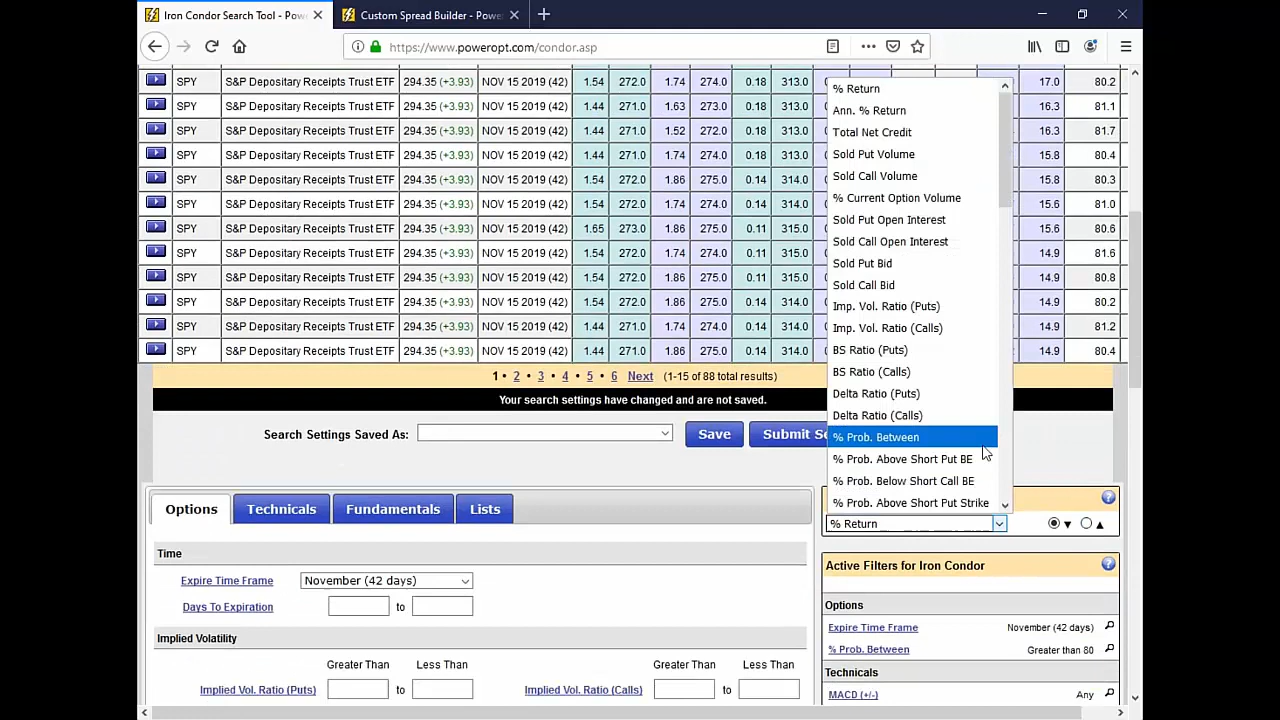 Iron Condor Search Tool - Pow
Custom Spread Builder - Power
https://www.poweropt.com/condor.asp
SPY S&P Depositary Receipts Trust ETF 294.35 (+3.93) NOV 15 2019 (42) 1.54 272.0 1.74 274.0 0.18 313.0 17.0 80.2
SPY S&P Depositary Receipts Trust ETF 294.35 (+3.93) NOV 15 2019 (42) 1.44 271.0 1.63 273.0 0.18 313.0 16.3 81.1
SPY S&P Depositary Receipts Trust ETF 294.35 (+3.93) NOV 15 2019 (42) 1.44 271.0 1.52 272.0 0.18 313.0 16.3 81.7
SPY S&P Depositary Receipts Trust ETF 294.35 (+3.93) NOV 15 2019 (42) 1.44 271.0 1.74 274.0 0.18 313.0 15.8 80.4
SPY S&P Depositary Receipts Trust ETF 294.35 (+3.93) NOV 15 2019 (42) 1.54 272.0 1.86 275.0 0.14 314.0 15.8 80.3
SPY S&P Depositary Receipts Trust ETF 294.35 (+3.93) NOV 15 2019 (42) 1.54 272.0 1.74 274.0 0.14 314.0 15.6 81.0
SPY S&P Depositary Receipts Trust ETF 294.35 (+3.93) NOV 15 2019 (42) 1.65 273.0 1.86 275.0 0.11 315.0 15.6 80.6
SPY S&P Depositary Receipts Trust ETF 294.35 (+3.93) NOV 15 2019 (42) 1.54 272.0 1.74 274.0 0.11 315.0 14.9 81.6
SPY S&P Depositary Receipts Trust ETF 294.35 (+3.93) NOV 15 2019 (42) 1.54 272.0 1.86 275.0 0.11 315.0 14.9 80.8
SPY S&P Depositary Receipts Trust ETF 294.35 (+3.93) NOV 15 2019 (42) 1.54 272.0 1.86 275.0 0.14 314.0 14.9 80.2
SPY S&P Depositary Receipts Trust ETF 294.35 (+3.93) NOV 15 2019 (42) 1.44 271.0 1.74 274.0 0.14 314.0 14.9 81.2
SPY S&P Depositary Receipts Trust ETF 294.35 (+3.93) NOV 15 2019 (42) 1.44 271.0 1.86 275.0 0.14 314.0 14.9 80.4
% Return
Ann. % Return
Total Net Credit
Sold Put Volume
Sold Call Volume
% Current Option Volume
Sold Put Open Interest
Sold Call Open Interest
Sold Put Bid
Sold Call Bid
Imp. Vol. Ratio (Puts)
Imp. Vol. Ratio (Calls)
BS Ratio (Puts)
BS Ratio (Calls)
Delta Ratio (Puts)
Delta Ratio (Calls)
% Prob. Between
% Prob. Above Short Put BE
% Prob. Below Short Call BE
% Prob. Above Short Put Strike
% Return
1 • 2 • 3 • 4 • 5 • 6 Next (1-15 of 88 total results)
Your search settings have changed and are not saved.
Search Settings Saved As: Save Submit Se
Options Technicals Fundamentals Lists
Time
Expire Time Frame November (42 days)
Days To Expiration to
Implied Volatility
Greater Than Less Than Greater Than Less Than
Implied Vol. Ratio (Puts) to Implied Vol. Ratio (Calls) to
Active Filters for Iron Condor
Options
Expire Time Frame November (42 days)
% Prob. Between Greater than 80
Technicals
MACD (+/-) Any